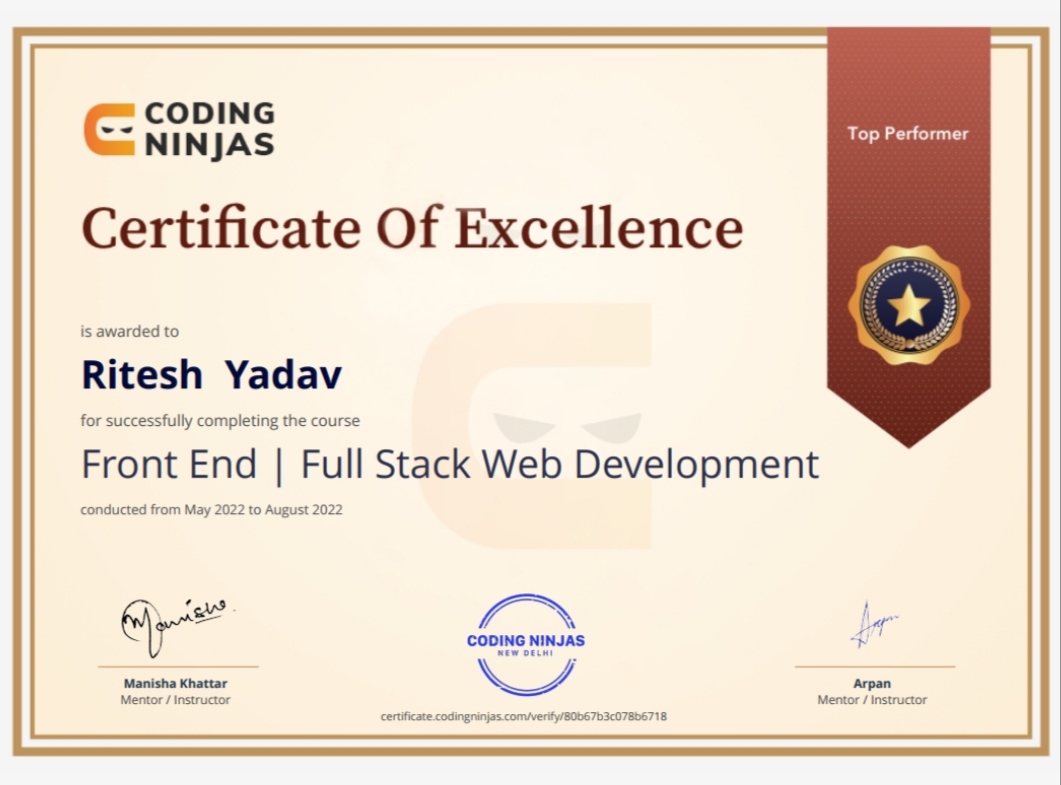 CODING
NINJAS
Top Performer
Certificate Of Excellence
is awarded to
Ritesh Yadav
for successfully completing the course
Front End | Full Stack Web Development
conducted from May 2022 to August 2022
Manisha
Arpan
CODING NINJAS
NEW DELHI
Manisha Khattar
Mentor / Instructor
Arpan
Mentor / Instructor
certificate.codingninjas.com/verify/80b67b3c078b6718